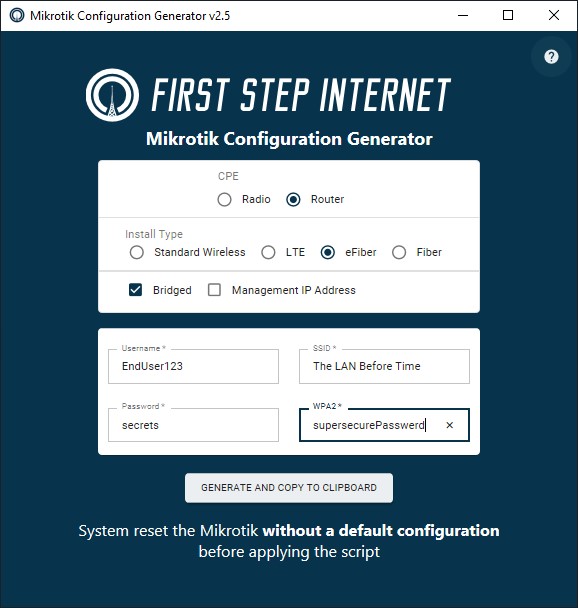 Mikrotik Configuration Generator v2.5
?
FIRST STEP INTERNET
Mikrotik Configuration Generator
CPE
Radio Router
Install Type
Standard Wireless LTE eFiber Fiber
Bridged Management IP Address
Username * SSID *
EndUser123 The LAN Before Time
Password * WPA2 *
secrets supersecurePasswerd
GENERATE AND COPY TO CLIPBOARD
System reset the Mikrotik without a default configuration
before applying the script